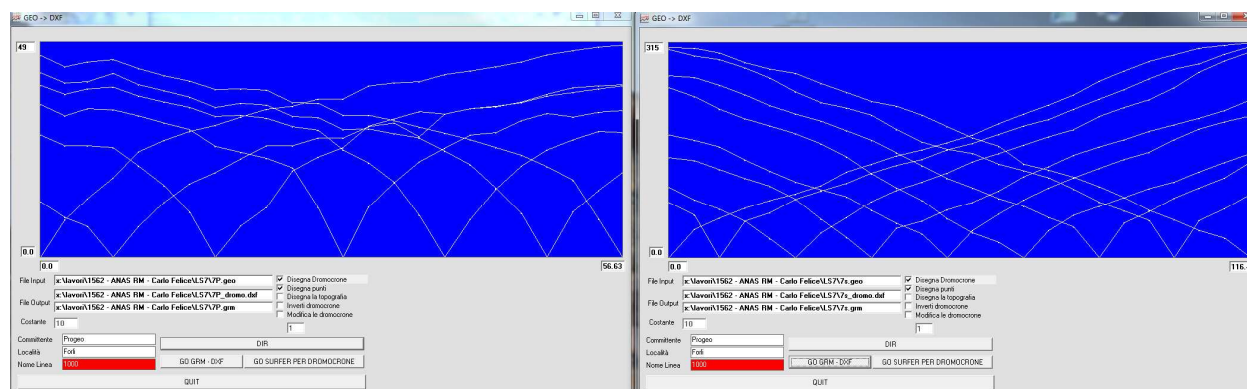 GEO -> DXF
49
0.0
0.0
56.63
File Input
x:\lavori\1562 - ANAS RM - Carlo Felice\LS7\7P.geo
File Output
x:\lavori\1562 - ANAS RM - Carlo Felice\LS7\7P_dromo.dxf
x:\lavori\1562 - ANAS RM - Carlo Felice\LS7\7P.grm
Disegna Dromocrone
Disegna punti
Disegna la topografia
Inverti dromocrone
Modifica le dromocrone
Costante
10
1
Committente
Progeo
Località
Forlì
Nome Linea
1000
DIR
GO GRM - DXF
GO SURFER PER DROMOCRONE
QUIT
GEO -> DXF
315
0.0
0.0
116.
File Input
x:\lavori\1562 - ANAS RM - Carlo Felice\LS7\7s.geo
File Output
x:\lavori\1562 - ANAS RM - Carlo Felice\LS7\7s_dromo.dxf
x:\lavori\1562 - ANAS RM - Carlo Felice\LS7\7s.grm
Disegna Dromocrone
Disegna punti
Disegna la topografia
Inverti dromocrone
Modifica le dromocrone
Costante
10
1
Committente
Progeo
Località
Forlì
Nome Linea
1000
DIR
GO GRM - DXF
GO SURFER PER DROMOCRONE
QUIT